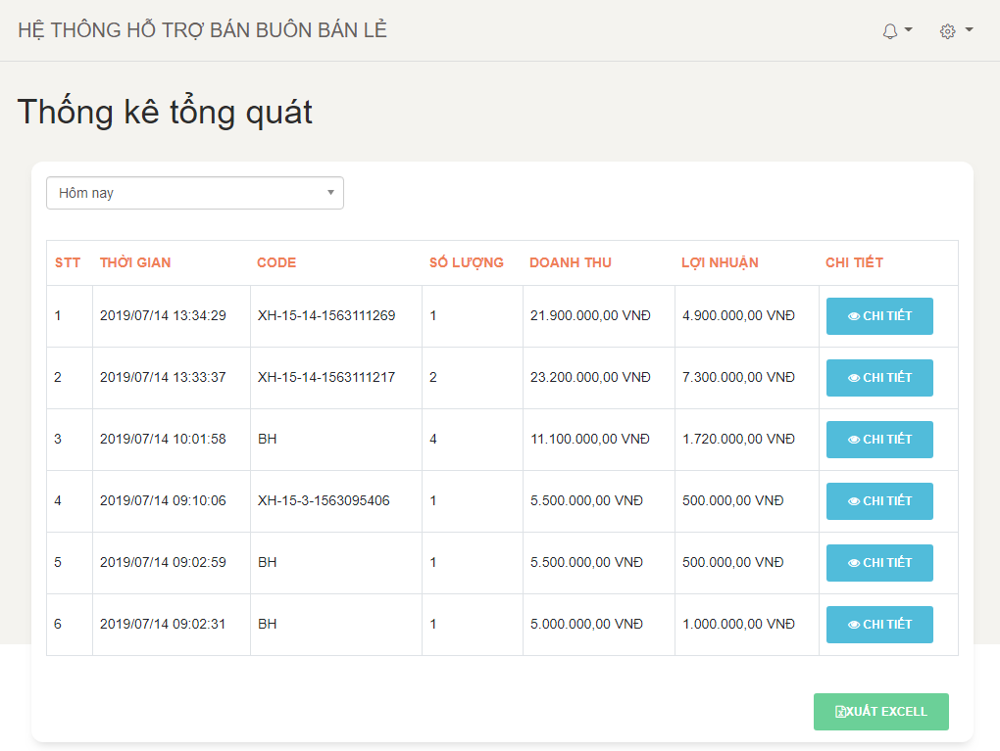 HỆ THÔNG HỖ TRỢ BÁN BUÔN BÁN LẺ
Thống kê tổng quát
Hôm nay
STT THỜI GIAN CODE SỐ LƯỢNG DOANH THU LỢI NHUẬN CHI TIẾT
1 2019/07/14 13:34:29 XH-15-14-1563111269 1 21.900.000,00 VNĐ 4.900.000,00 VNĐ CHI TIẾT
2 2019/07/14 13:33:37 XH-15-14-1563111217 2 23.200.000,00 VNĐ 7.300.000,00 VNĐ CHI TIẾT
3 2019/07/14 10:01:58 BH 4 11.100.000,00 VNĐ 1.720.000,00 VNĐ CHI TIẾT
4 2019/07/14 09:10:06 XH-15-3-1563095406 1 5.500.000,00 VNĐ 500.000,00 VNĐ CHI TIẾT
5 2019/07/14 09:02:59 BH 1 5.500.000,00 VNĐ 500.000,00 VNĐ CHI TIẾT
6 2019/07/14 09:02:31 BH 1 5.000.000,00 VNĐ 1.000.000,00 VNĐ CHI TIẾT
XUẤT EXCELL